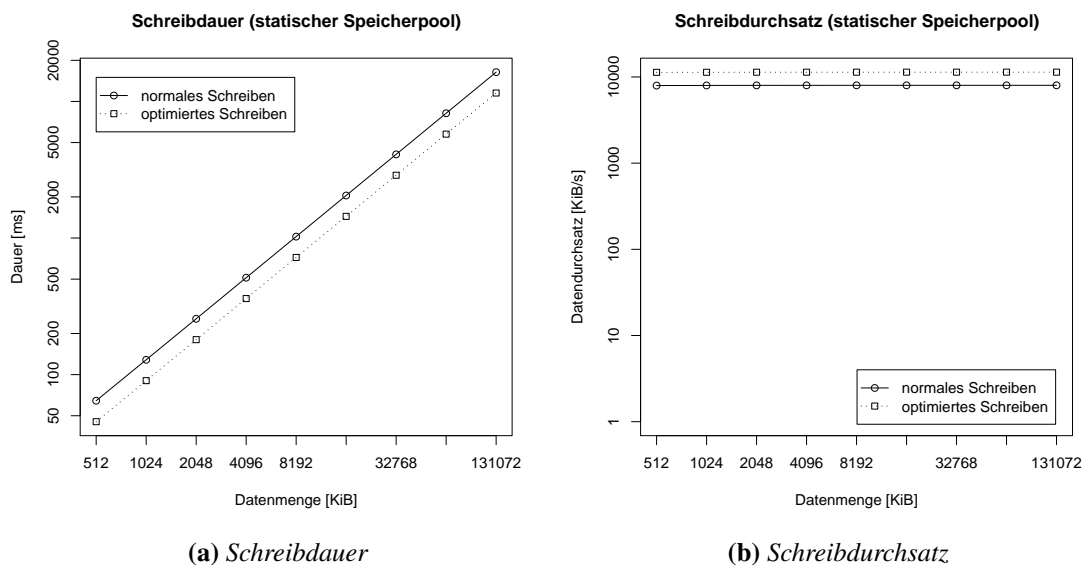 Schreibdauer (statischer Speicherpool)
20000
5000
2000
500
200
100
50
Dauer [ms]
normales Schreiben
optimiertes Schreiben
512 1024 2048 4096 8192 32768 131072
Datenmenge [KiB]
(a) Schreibdauer
Schreibdurchsatz (statischer Speicherpool)
10000
1000
100
10
1
Datendurchsatz [KiB/s]
normales Schreiben
optimiertes Schreiben
512 1024 2048 4096 8192 32768 131072
Datenmenge [KiB]
(b) Schreibdurchsatz